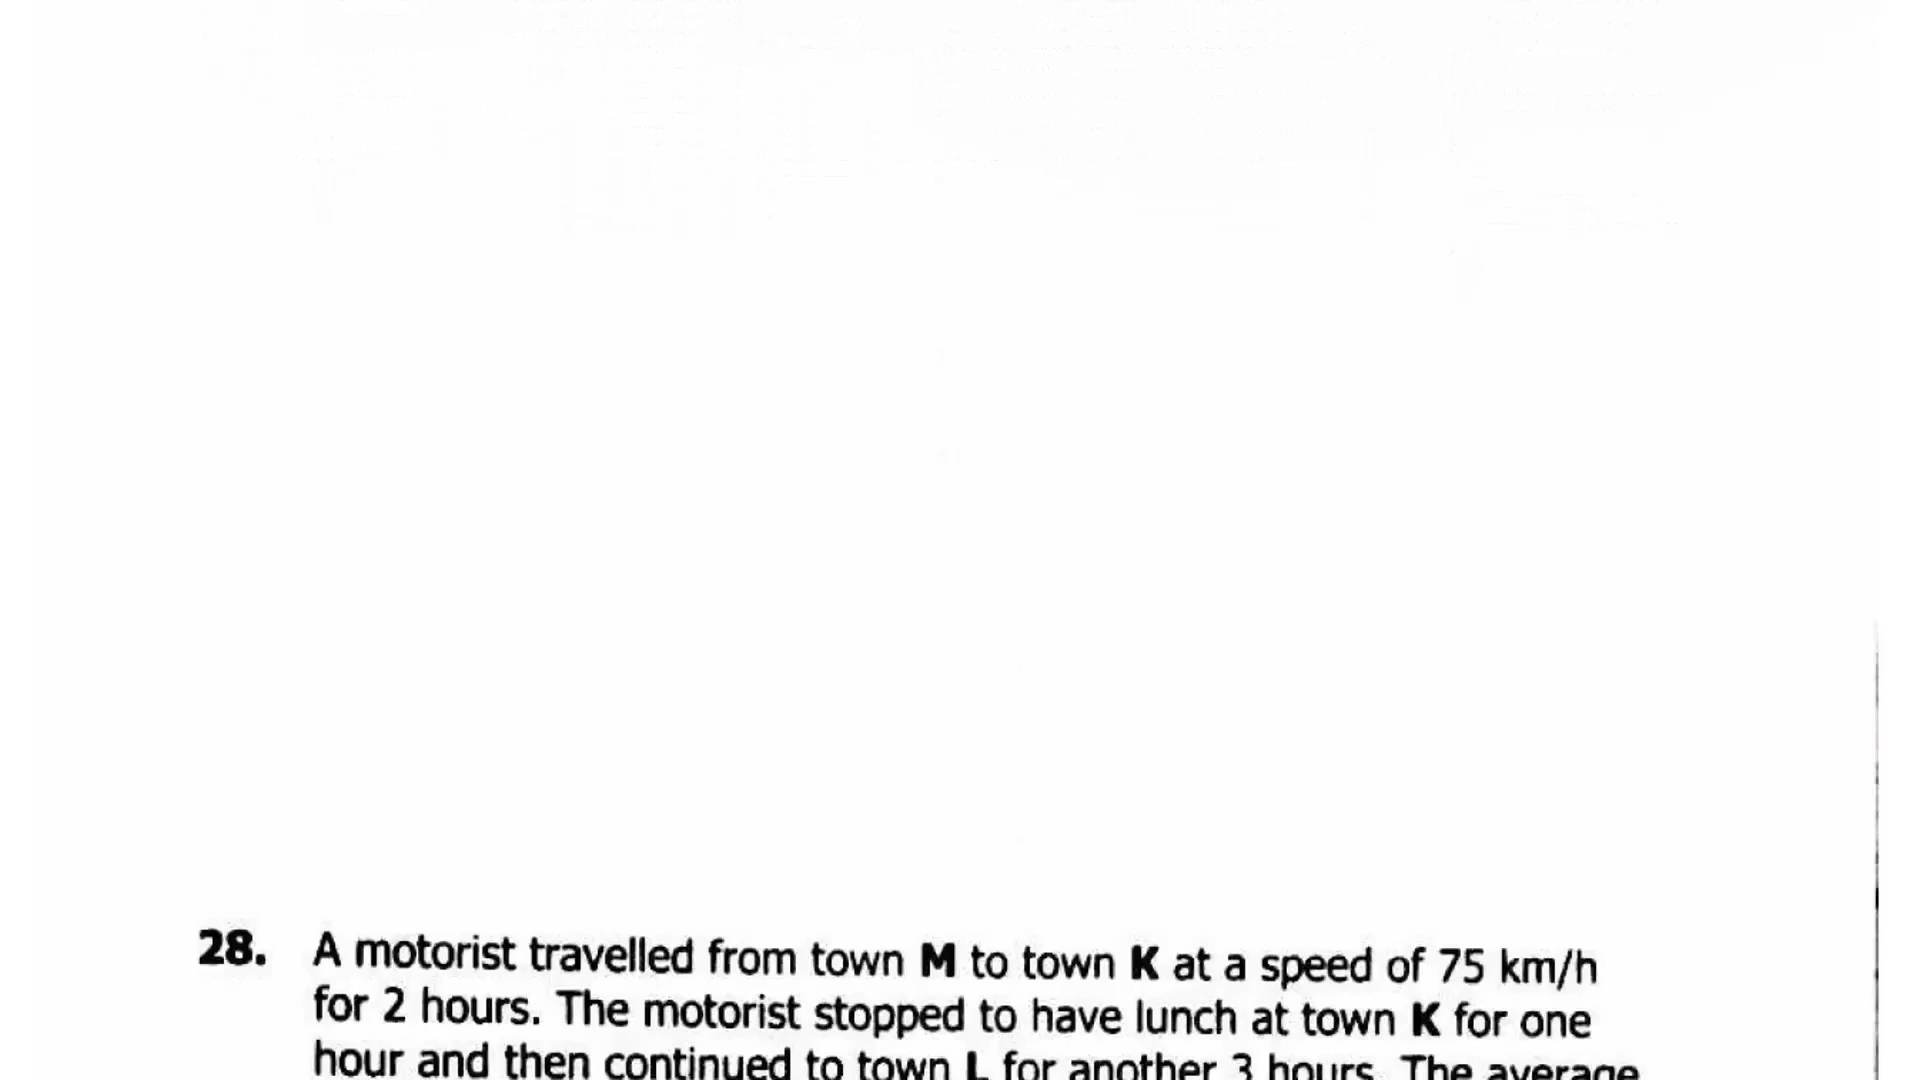 28. A motorist travelled from town M to town K at a speed of 75 km/h
for 2 hours. The motorist stopped to have lunch at town K for one
hour and then continued to town L for another 3 hours. The average